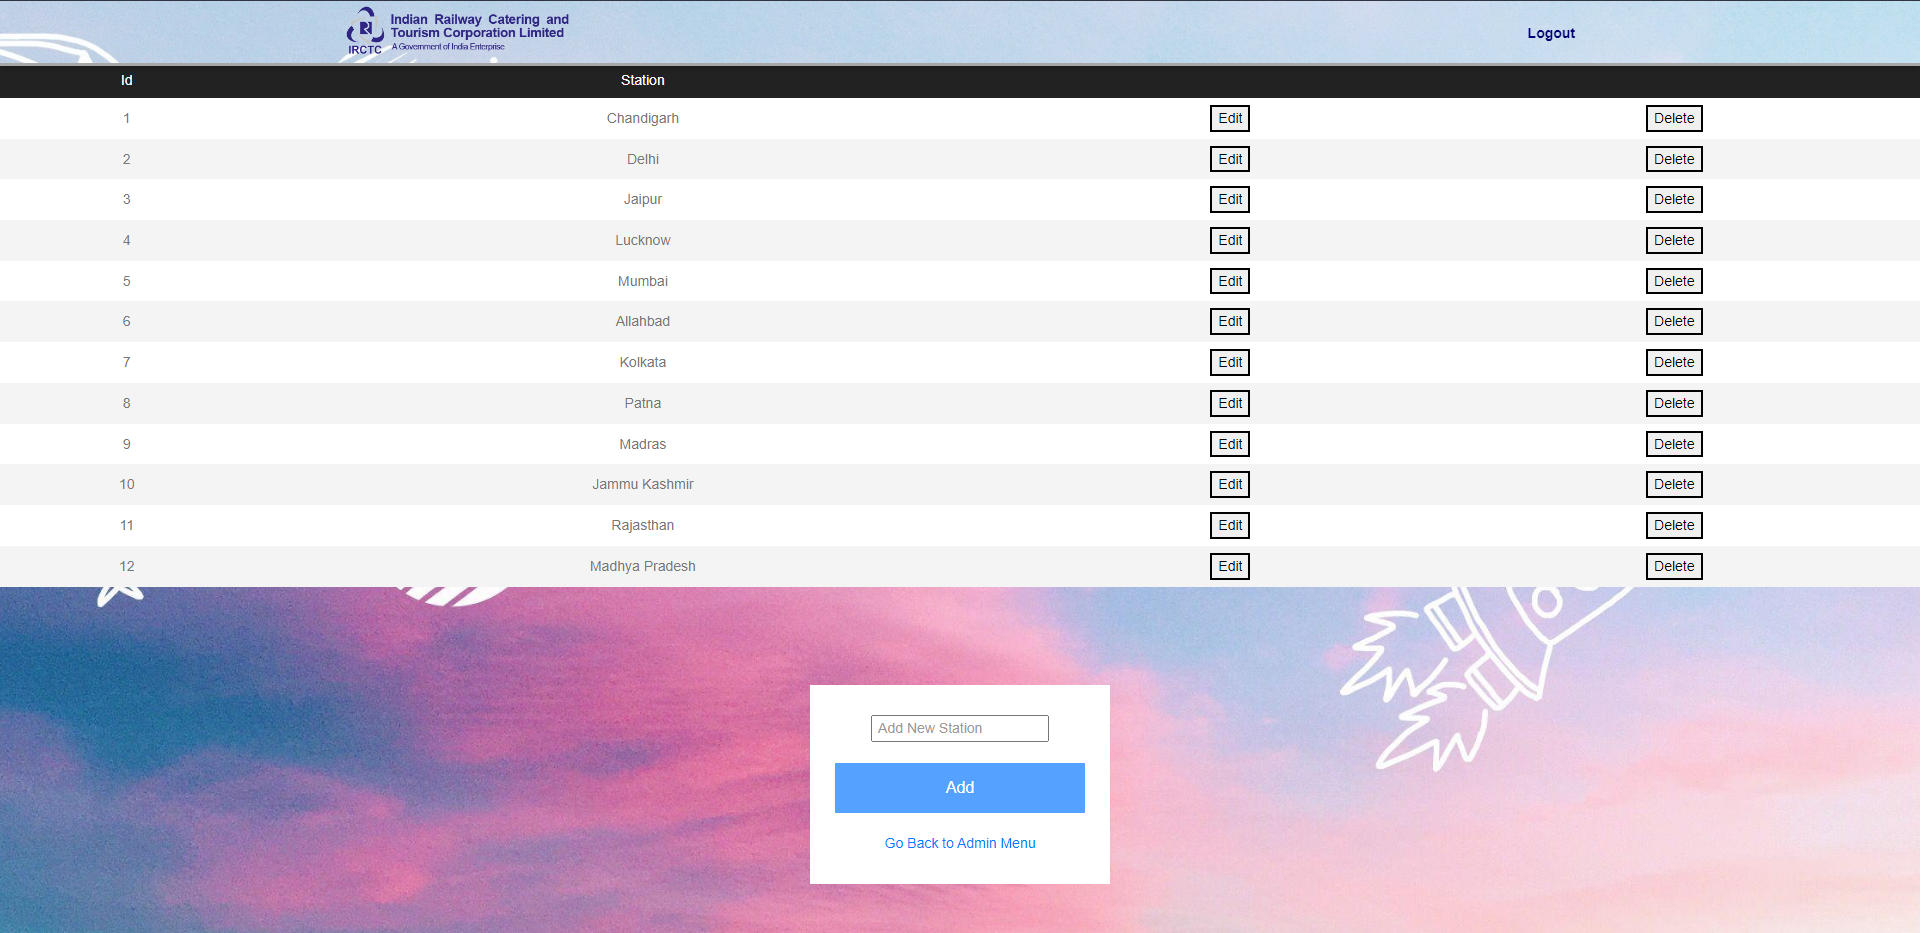 Indian Railway Catering and
Tourism Corporation Limited
IRCTC A Government of India Enterprise
Logout
Id Station
1 Chandigarh Edit Delete
2 Delhi Edit Delete
3 Jaipur Edit Delete
4 Lucknow Edit Delete
5 Mumbai Edit Delete
6 Allahbad Edit Delete
7 Kolkata Edit Delete
8 Patna Edit Delete
9 Madras Edit Delete
10 Jammu Kashmir Edit Delete
11 Rajasthan Edit Delete
12 Madhya Pradesh Edit Delete
Add New Station
Add
Go Back to Admin Menu